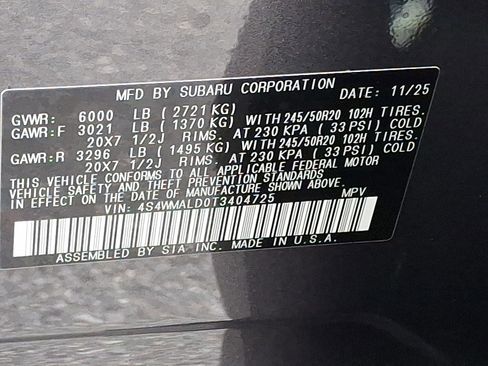 MFD BY SUBARU CORPORATION DATE: 11/25
GVWR: 6000 LB (2721 KG)
GAWR:F 3021 LB (1370 KG) WITH 245/50R20 102H TIRES.
20X7 1/2J RIMS. AT 230 KPA (33 PSI) COLD
GAWR:R 3296 LB (1495 KG) WITH 245/50R20 102H TIRES.
20X7 1/2J RIMS. AT 230 KPA (33 PSI) COLD
THIS VEHICLE CONFORMS TO ALL APPLICABLE FEDERAL MOTOR
VEHICLE SAFETY BUMPER AND THEFT PREVENTION STANDARDS
IN EFFECT ON THE DATE OF MANUFACTURE SHOWN ABOVE.
VIN: 4S4WMALD0T3404725 MPV
ASSEMBLED BY SIA INC. MADE IN U.S.A.